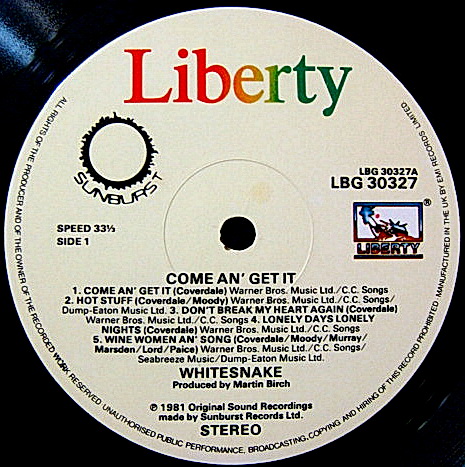 Liberty
SUNBURST
LBG 30327A
LBG 30327
SPEED 33⅓
SIDE 1
LIBERTY
®
COME AN' GET IT
1. COME AN' GET IT (Coverdale) Warner Bros. Music Ltd./C.C. Songs
2. HOT STUFF (Coverdale/Moody) Warner Bros. Music Ltd./C.C. Songs/
Dump-Eaton Music Ltd. 3. DON'T BREAK MY HEART AGAIN (Coverdale)
Warner Bros. Music Ltd./C.C. Songs 4. LONELY DAYS LONELY
NIGHTS (Coverdale) Warner Bros. Music Ltd./C.C. Songs
5. WINE WOMEN AN' SONG (Coverdale/Moody/Murray/
Marsden/Lord/Paice) Warner Bros. Music Ltd./C.C. Songs/
Seabreeze Music/Dump-Eaton Music Ltd.
WHITESNAKE
Produced by Martin Birch
℗ 1981 Original Sound Recordings
made by Sunburst Records Ltd.
STEREO
ALL RIGHTS OF THE PRODUCER AND OF THE OWNER OF THE RECORDED WORK RESERVED. UNAUTHORISED PUBLIC PERFORMANCE, BROADCASTING, COPYING AND HIRING OF THIS RECORD PROHIBITED. MANUFACTURED IN THE UK BY EMI RECORDS LIMITED